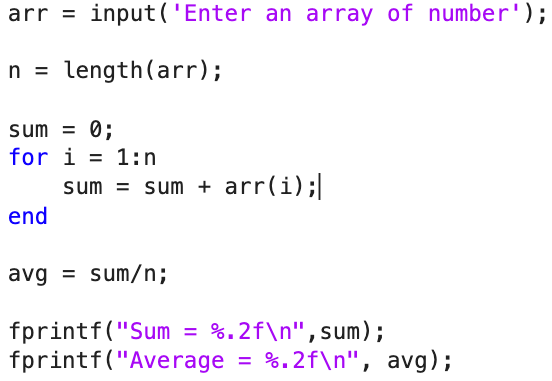 arr = input('Enter an array of number');
n = length(arr);
sum = 0;
for i = 1:n
    sum = sum + arr(i);
end
avg = sum/n;
fprintf("Sum = %.2f\n",sum);
fprintf("Average = %.2f\n", avg);